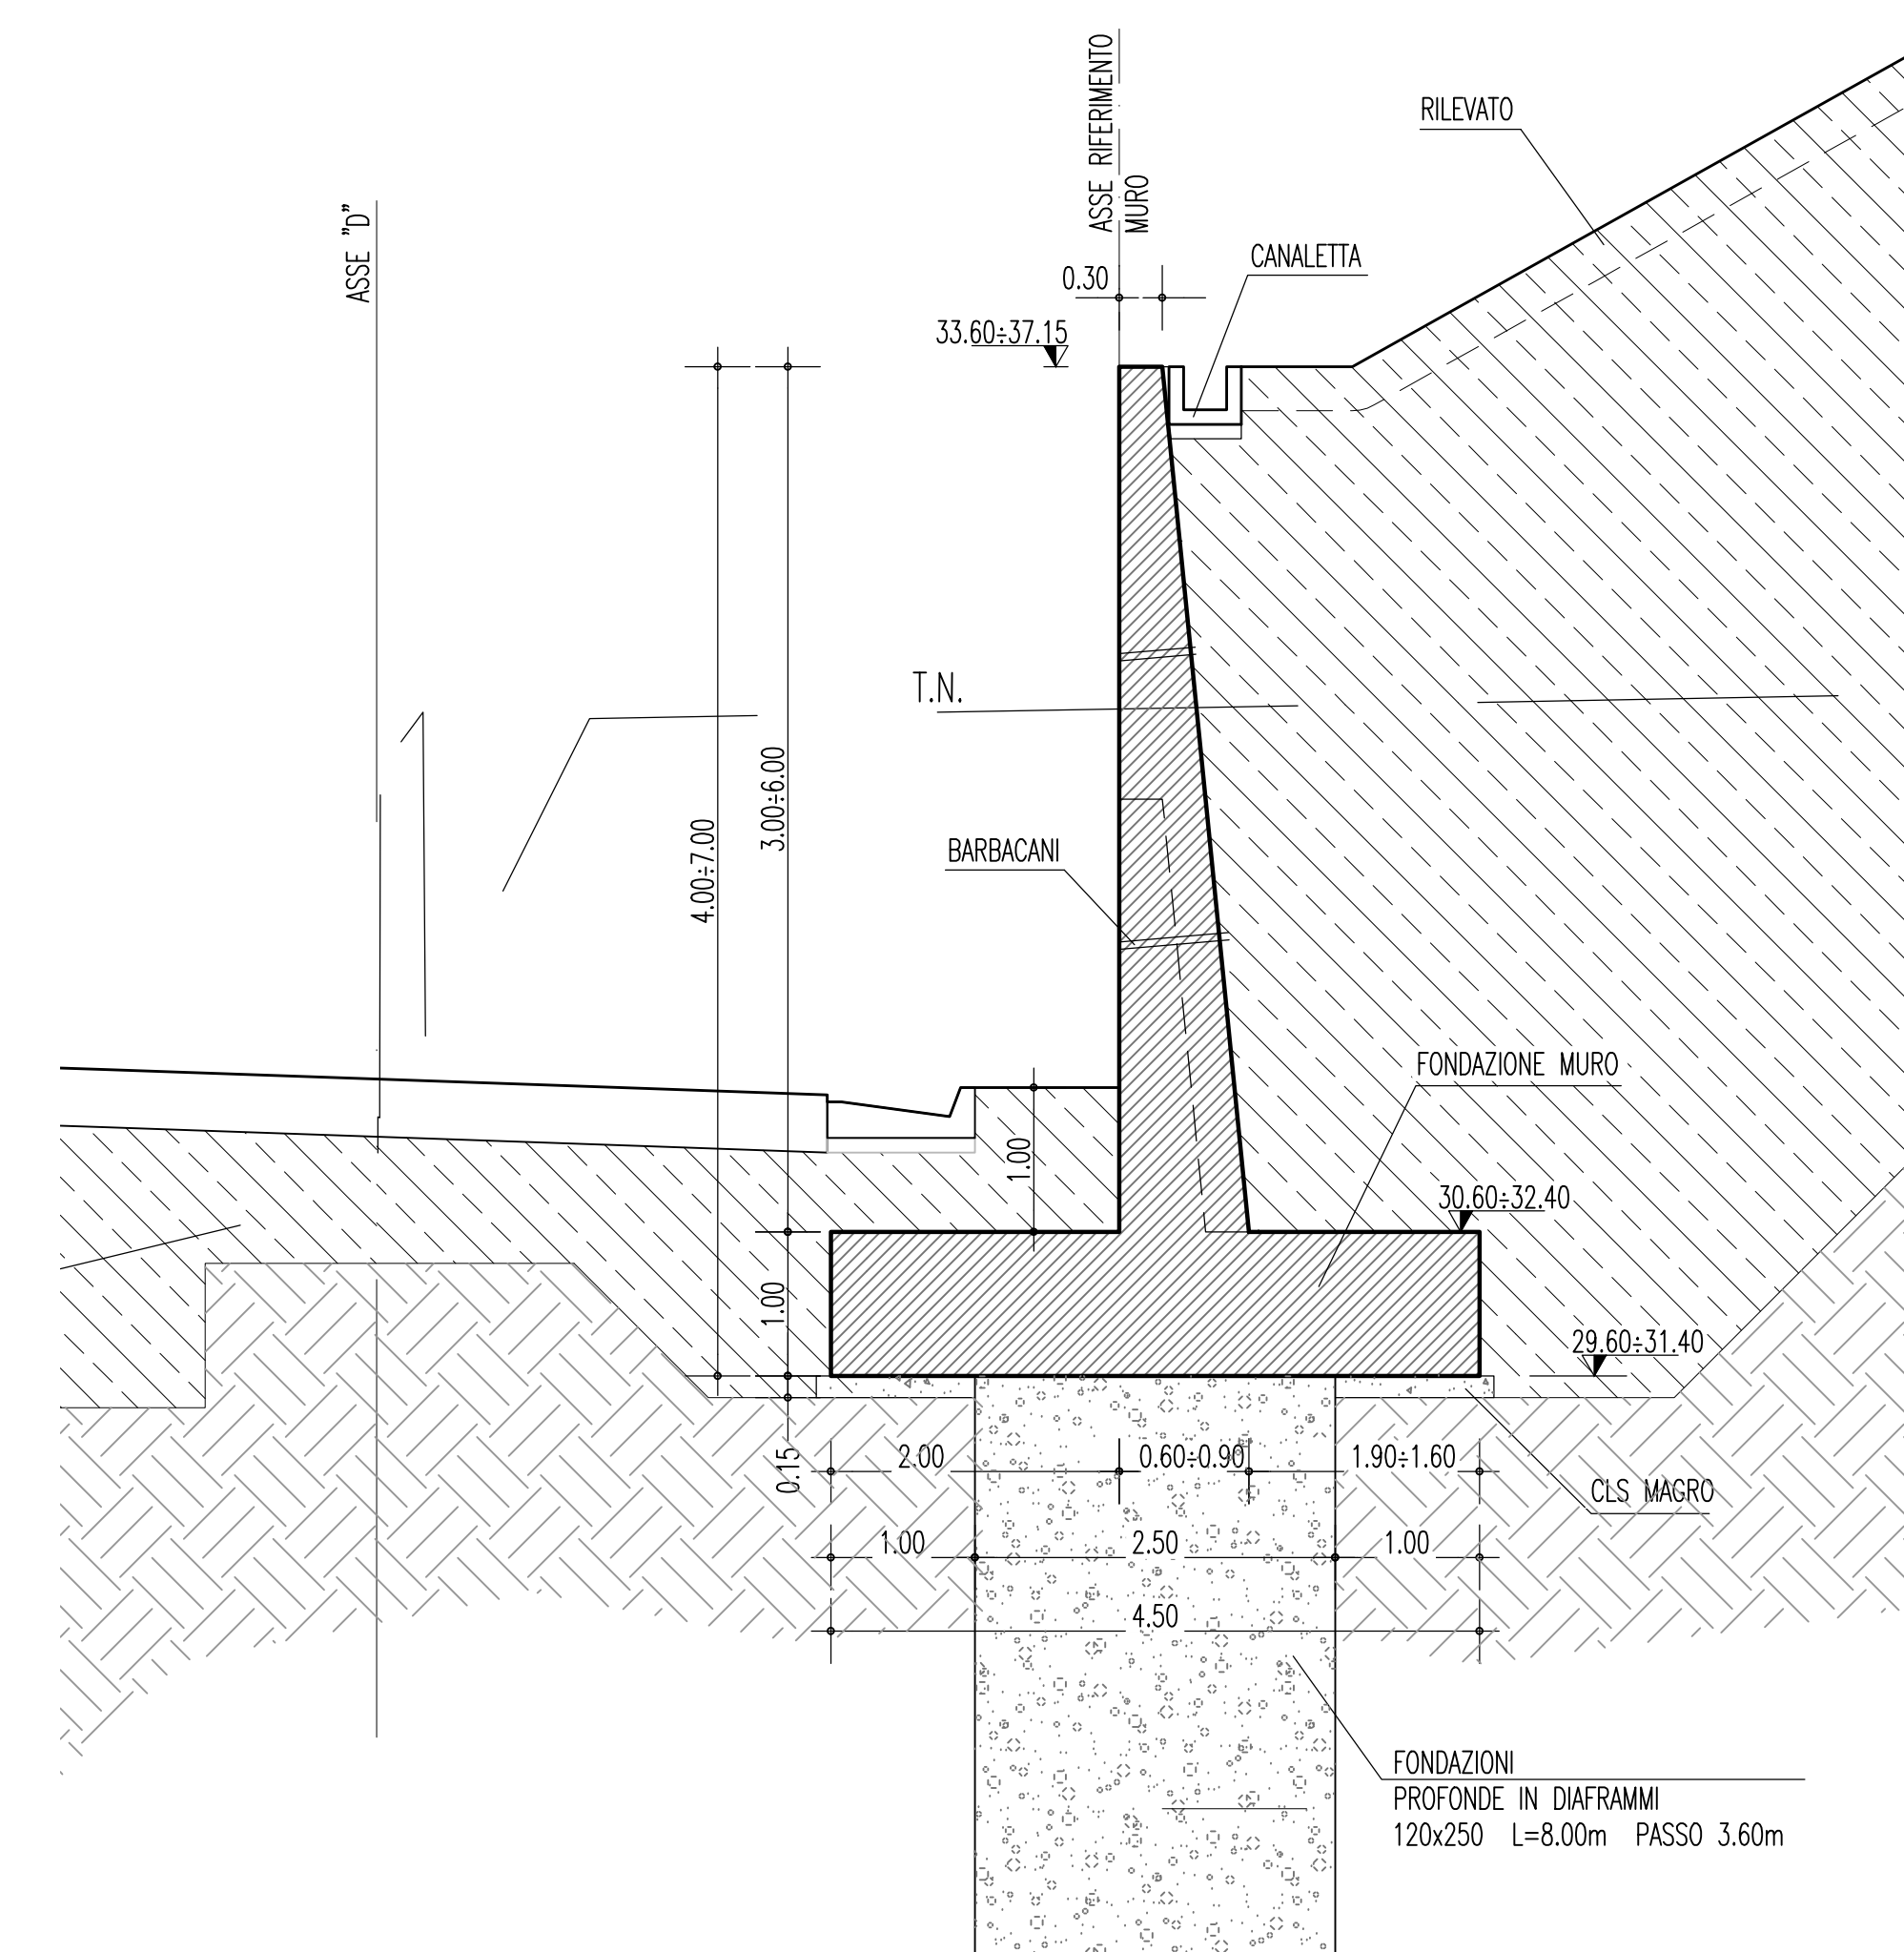 ASSE RIFERIMENTO
MURO
RILEVATO
ASSE "D"
CANALETTA
0.30
33.60÷37.15
T.N.
3.00÷6.00
4.00÷7.00
BARBACANI
FONDAZIONE MURO
1.00
30.60÷32.40
1.00
29.60÷31.40
0.15
2.00
0.60÷0.90
1.90÷1.60
CLS MAGRO
1.00
2.50
1.00
4.50
FONDAZIONI
PROFONDE IN DIAFRAMMI
120x250 L=8.00m PASSO 3.60m